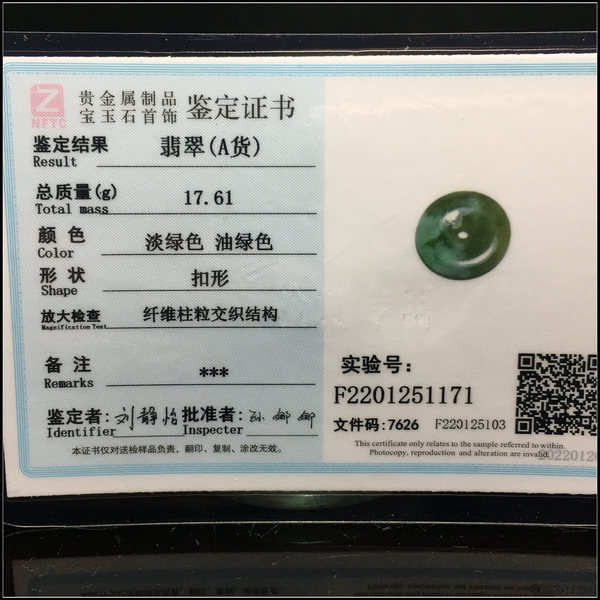 Z
NFTC
贵金属制品
宝玉石首饰
鉴定证书
鉴定结果
Result
翡翠(A货)
总质量(g)
Total mass
17.61
颜色
Color
淡绿色 油绿色
形状
Shape
扣形
放大检查
Magnification Test
纤维柱粒交织结构
备注
Remarks
***
鉴定者:刘静怡
Identifier
批准者:孙娜娜
Inspecter
本证书仅对送检样品负责，翻印、复制、涂改无效。
实验号:
F2201251171
文件码:7626 F220125103
This certificate only relates to the sample referred to within.
Photocopy, reproduction and alteration are invalid.